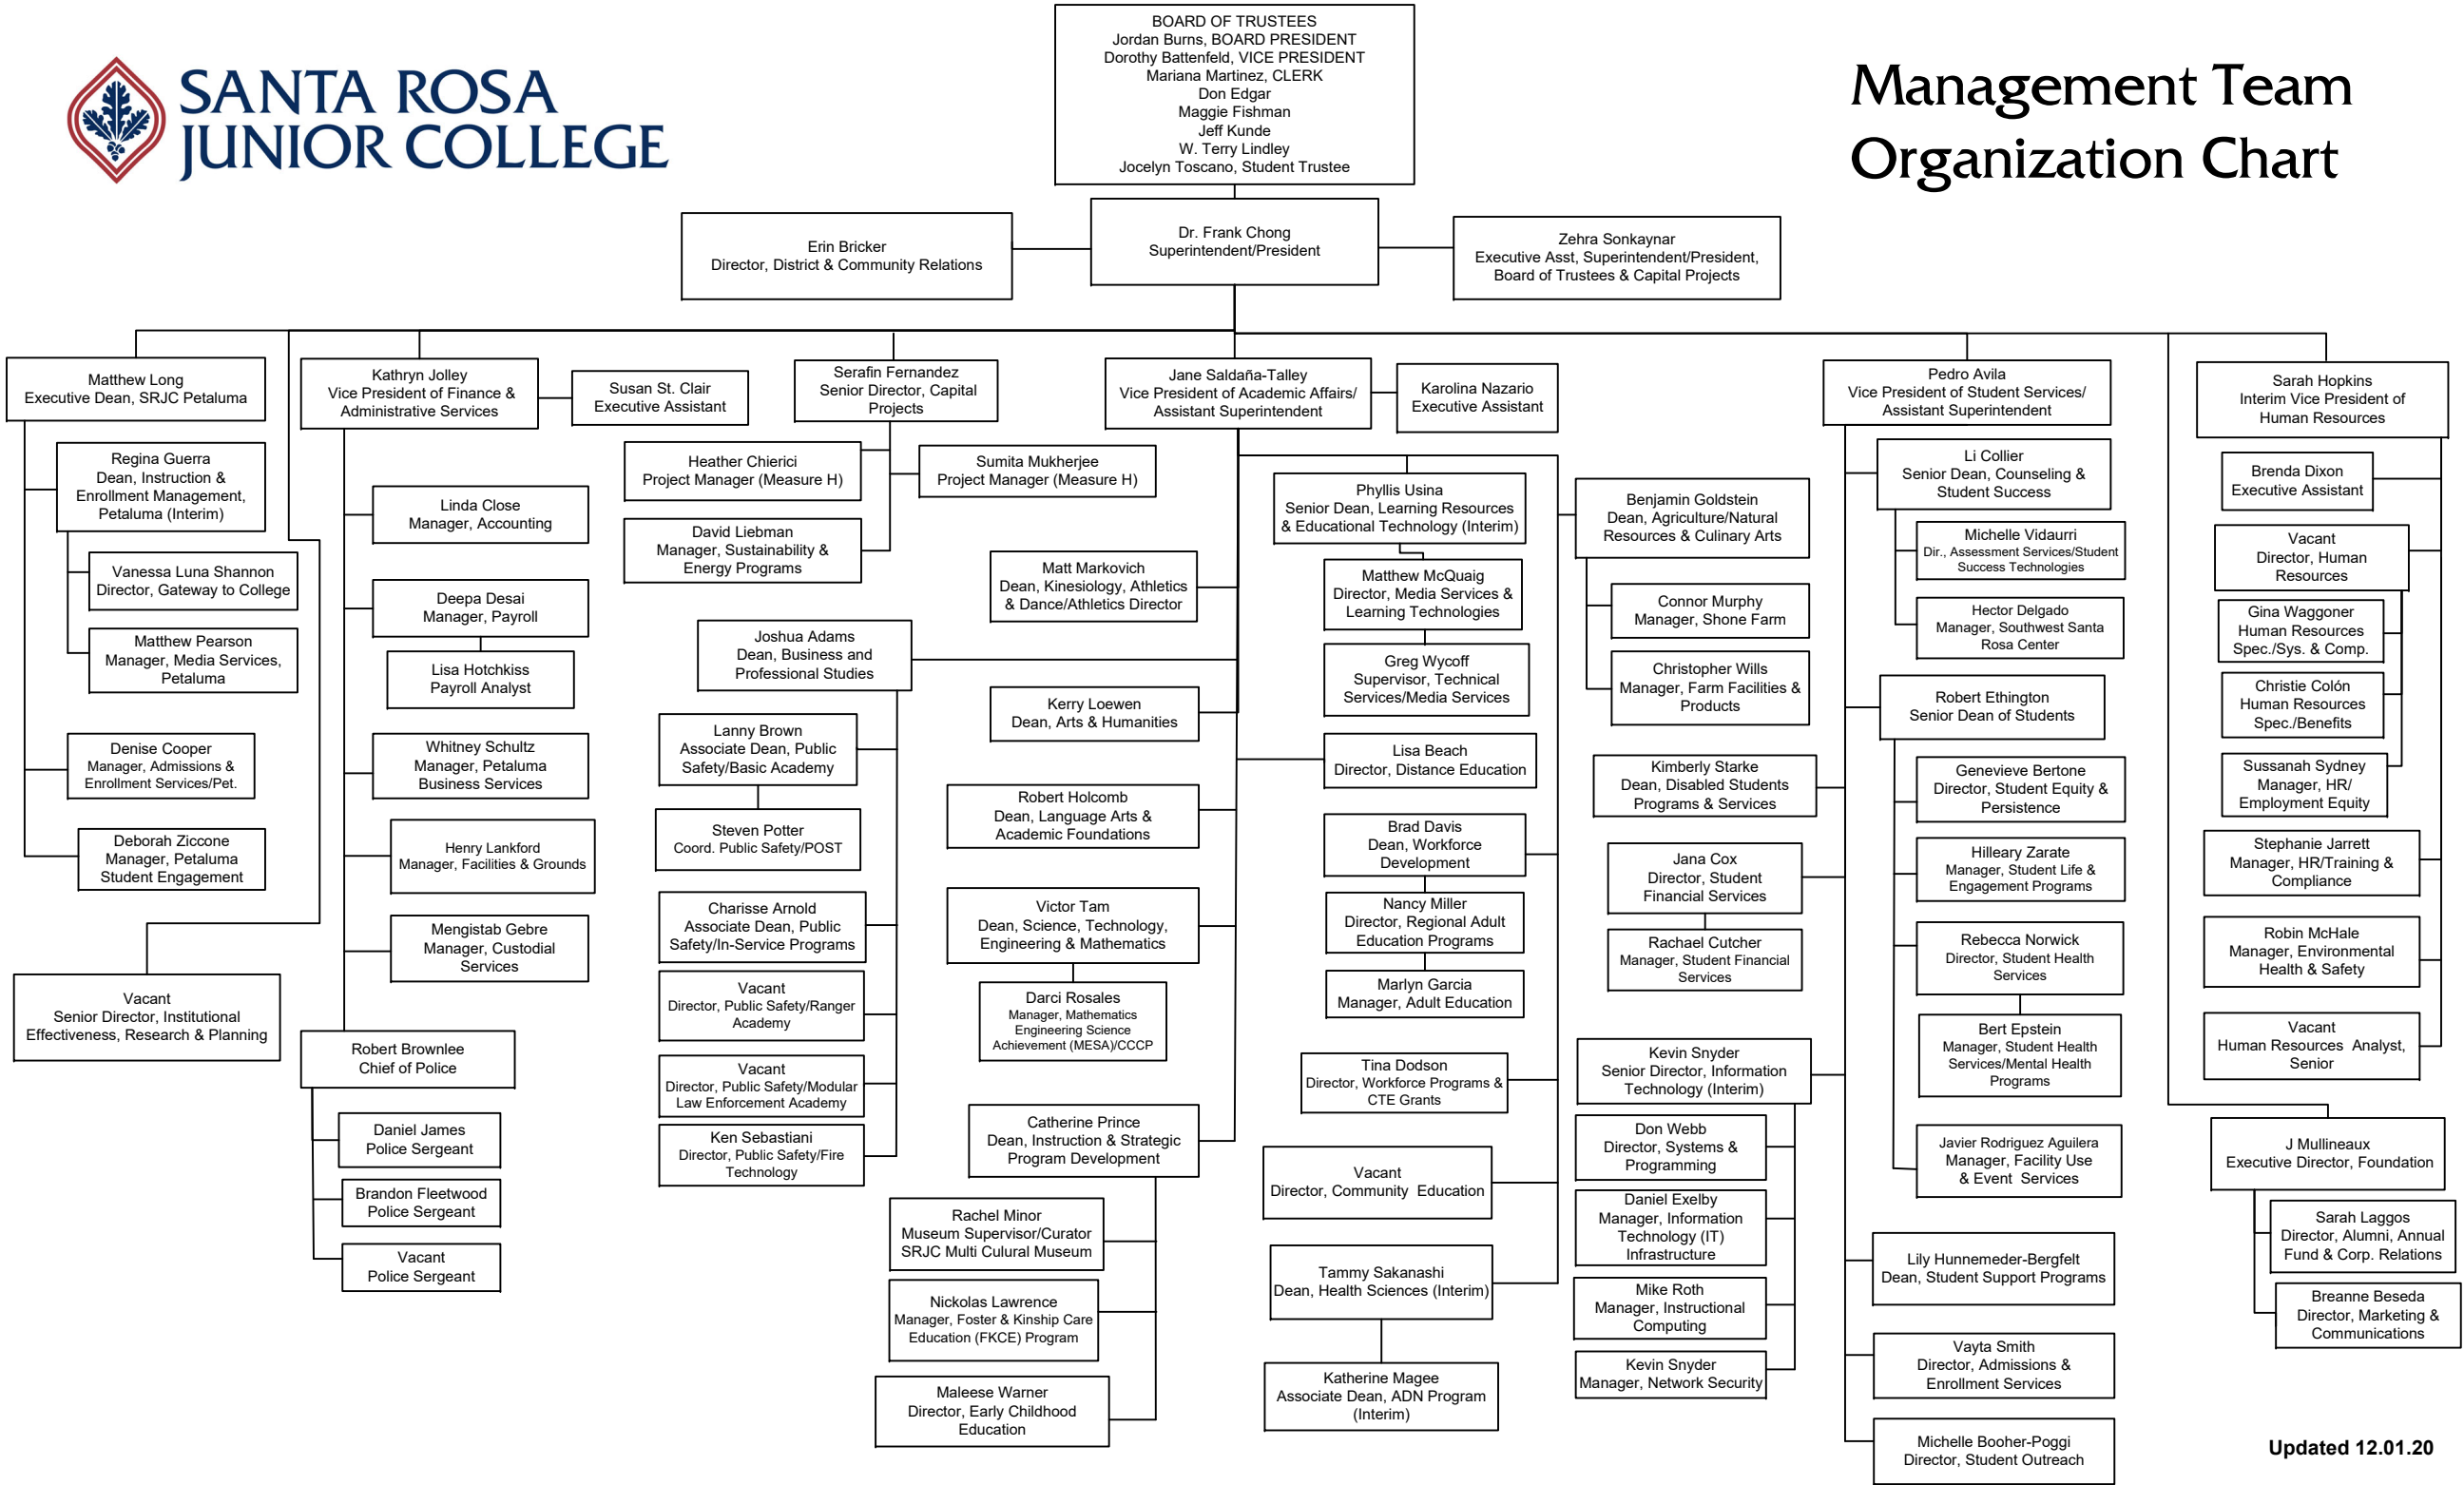 SANTA ROSA
JUNIOR COLLEGE
Management Team
Organization Chart
BOARD OF TRUSTEES
Jordan Burns, BOARD PRESIDENT
Dorothy Battenfeld, VICE PRESIDENT
Mariana Martinez, CLERK
Don Edgar
Maggie Fishman
Jeff Kunde
W. Terry Lindley
Jocelyn Toscano, Student Trustee
Erin Bricker
Director, District & Community Relations
Dr. Frank Chong
Superintendent/President
Zehra Sonkaynar
Executive Asst, Superintendent/President,
Board of Trustees & Capital Projects
Matthew Long
Executive Dean, SRJC Petaluma
Regina Guerra
Dean, Instruction &
Enrollment Management,
Petaluma (Interim)
Vanessa Luna Shannon
Director, Gateway to College
Matthew Pearson
Manager, Media Services,
Petaluma
Denise Cooper
Manager, Admissions &
Enrollment Services/Pet.
Deborah Ziccone
Manager, Petaluma
Student Engagement
Vacant
Senior Director, Institutional
Effectiveness, Research & Planning
Kathryn Jolley
Vice President of Finance &
Administrative Services
Susan St. Clair
Executive Assistant
Linda Close
Manager, Accounting
Deepa Desai
Manager, Payroll
Lisa Hotchkiss
Payroll Analyst
Whitney Schultz
Manager, Petaluma
Business Services
Henry Lankford
Manager, Facilities & Grounds
Mengistab Gebre
Manager, Custodial
Services
Robert Brownlee
Chief of Police
Daniel James
Police Sergeant
Brandon Fleetwood
Police Sergeant
Vacant
Police Sergeant
Serafin Fernandez
Senior Director, Capital
Projects
Heather Chierici
Project Manager (Measure H)
Sumita Mukherjee
Project Manager (Measure H)
David Liebman
Manager, Sustainability &
Energy Programs
Jane Saldaña-Talley
Vice President of Academic Affairs/
Assistant Superintendent
Karolina Nazario
Executive Assistant
Matt Markovich
Dean, Kinesiology, Athletics
& Dance/Athletics Director
Joshua Adams
Dean, Business and
Professional Studies
Lanny Brown
Associate Dean, Public
Safety/Basic Academy
Steven Potter
Coord. Public Safety/POST
Charisse Arnold
Associate Dean, Public
Safety/In-Service Programs
Vacant
Director, Public Safety/Ranger
Academy
Vacant
Director, Public Safety/Modular
Law Enforcement Academy
Ken Sebastiani
Director, Public Safety/Fire
Technology
Kerry Loewen
Dean, Arts & Humanities
Robert Holcomb
Dean, Language Arts &
Academic Foundations
Victor Tam
Dean, Science, Technology,
Engineering & Mathematics
Darci Rosales
Manager, Mathematics
Engineering Science
Achievement (MESA)/CCCP
Catherine Prince
Dean, Instruction & Strategic
Program Development
Rachel Minor
Museum Supervisor/Curator
SRJC Multi Culural Museum
Nickolas Lawrence
Manager, Foster & Kinship Care
Education (FKCE) Program
Maleese Warner
Director, Early Childhood
Education
Phyllis Usina
Senior Dean, Learning Resources
& Educational Technology (Interim)
Matthew McQuaig
Director, Media Services &
Learning Technologies
Greg Wycoff
Supervisor, Technical
Services/Media Services
Lisa Beach
Director, Distance Education
Brad Davis
Dean, Workforce
Development
Nancy Miller
Director, Regional Adult
Education Programs
Marlyn Garcia
Manager, Adult Education
Tina Dodson
Director, Workforce Programs &
CTE Grants
Vacant
Director, Community Education
Tammy Sakanashi
Dean, Health Sciences (Interim)
Katherine Magee
Associate Dean, ADN Program
(Interim)
Benjamin Goldstein
Dean, Agriculture/Natural
Resources & Culinary Arts
Connor Murphy
Manager, Shone Farm
Christopher Wills
Manager, Farm Facilities &
Products
Pedro Avila
Vice President of Student Services/
Assistant Superintendent
Li Collier
Senior Dean, Counseling &
Student Success
Michelle Vidaurri
Dir., Assessment Services/Student
Success Technologies
Hector Delgado
Manager, Southwest Santa
Rosa Center
Robert Ethington
Senior Dean of Students
Genevieve Bertone
Director, Student Equity &
Persistence
Hilleary Zarate
Manager, Student Life &
Engagement Programs
Rebecca Norwick
Director, Student Health
Services
Bert Epstein
Manager, Student Health
Services/Mental Health
Programs
Javier Rodriguez Aguilera
Manager, Facility Use
& Event Services
Kimberly Starke
Dean, Disabled Students
Programs & Services
Jana Cox
Director, Student
Financial Services
Rachael Cutcher
Manager, Student Financial
Services
Kevin Snyder
Senior Director, Information
Technology (Interim)
Don Webb
Director, Systems &
Programming
Daniel Exelby
Manager, Information
Technology (IT)
Infrastructure
Mike Roth
Manager, Instructional
Computing
Kevin Snyder
Manager, Network Security
Lily Hunnemeder-Bergfelt
Dean, Student Support Programs
Vayta Smith
Director, Admissions &
Enrollment Services
Michelle Booher-Poggi
Director, Student Outreach
Sarah Hopkins
Interim Vice President of
Human Resources
Brenda Dixon
Executive Assistant
Vacant
Director, Human
Resources
Gina Waggoner
Human Resources
Spec./Sys. & Comp.
Christie Colón
Human Resources
Spec./Benefits
Sussanah Sydney
Manager, HR/
Employment Equity
Stephanie Jarrett
Manager, HR/Training &
Compliance
Robin McHale
Manager, Environmental
Health & Safety
Vacant
Human Resources Analyst,
Senior
J Mullineaux
Executive Director, Foundation
Sarah Laggos
Director, Alumni, Annual
Fund & Corp. Relations
Breanne Beseda
Director, Marketing &
Communications
Updated 12.01.20